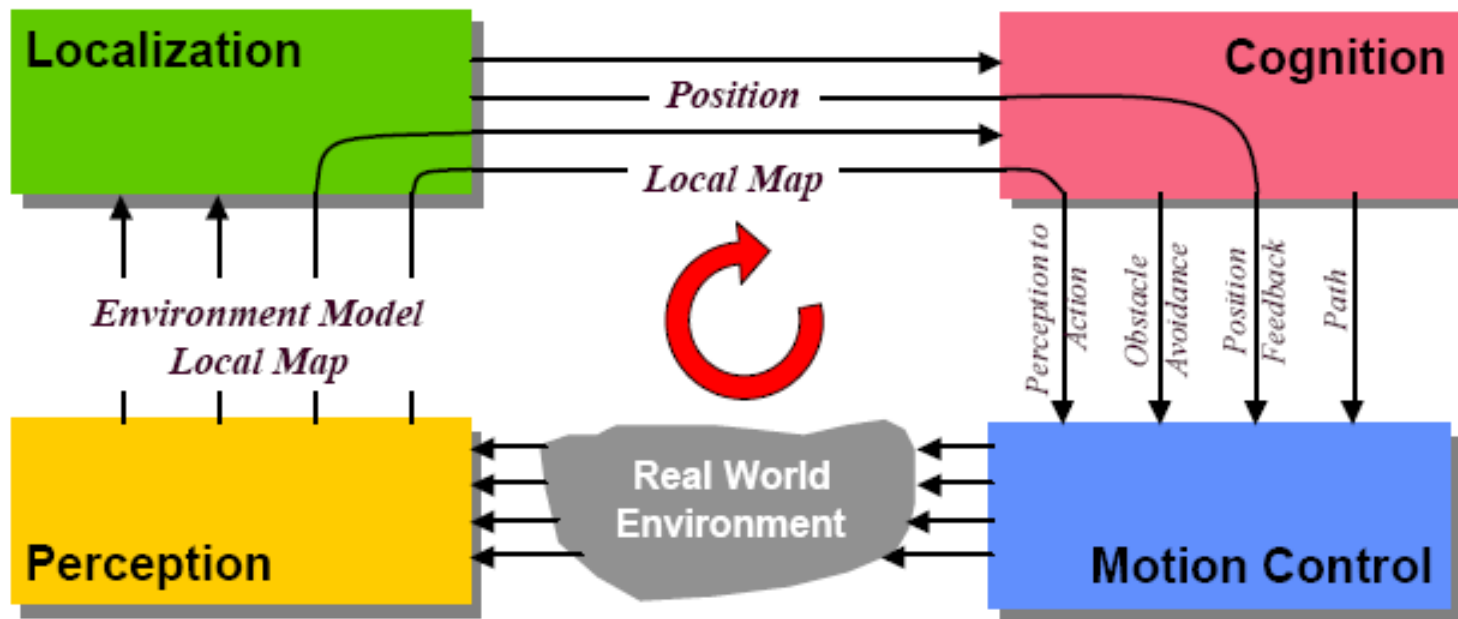 Localization
Cognition
Position
Local Map
Perception to
Action
Obstacle
Avoidance
Position
Feedback
Path
Environment Model
Local Map
Real World
Environment
Perception
Motion Control